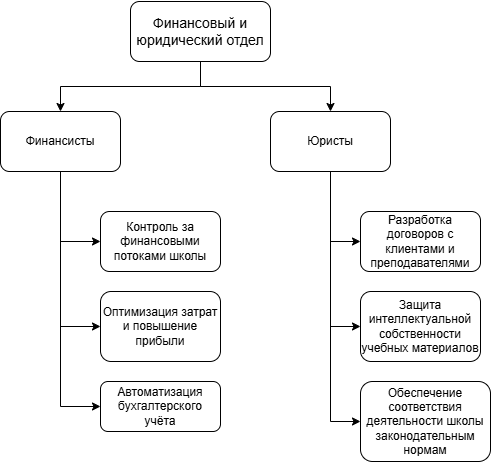 Финансовый и
юридический отдел
Финансисты
Юристы
Контроль за
финансовыми
потоками школы
Оптимизация затрат
и повышение
прибыли
Автоматизация
бухгалтерского
учёта
Разработка
договоров с
клиентами и
преподавателями
Защита
интеллектуальной
собственности
учебных материалов
Обеспечение
соответствия
деятельности школы
законодательным
нормам